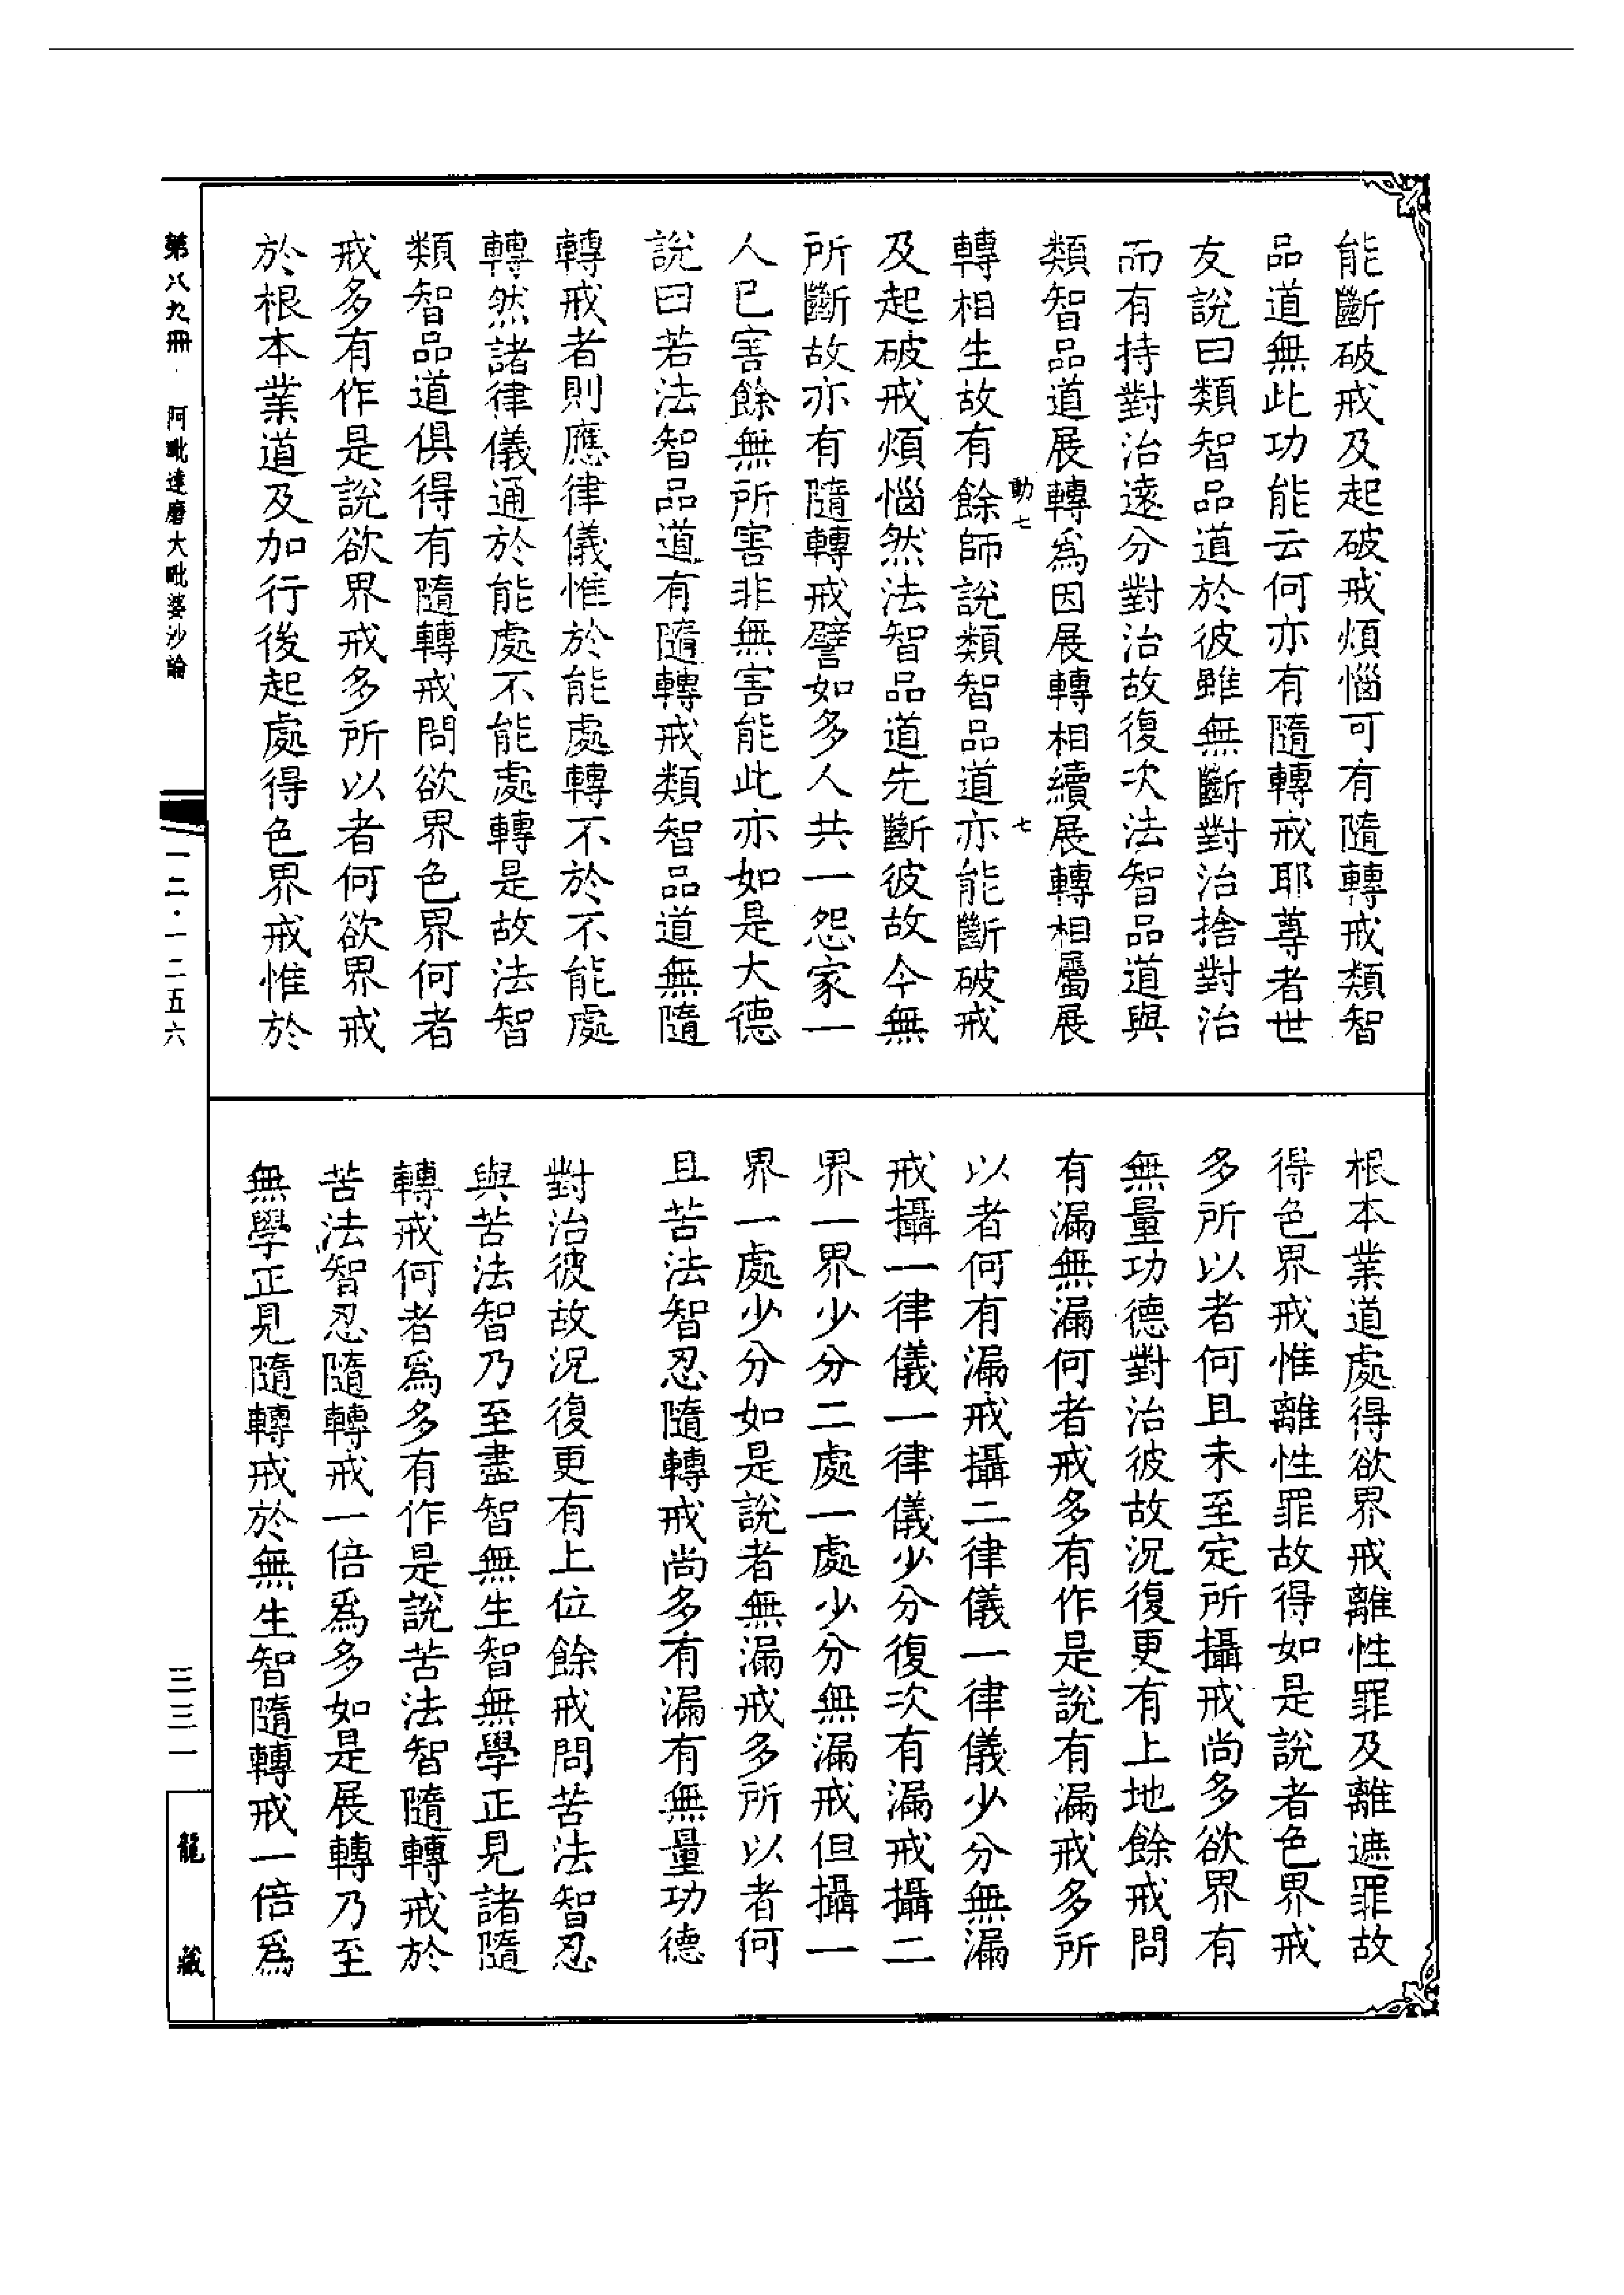 能斷破戒及起破戒煩惱可有隨轉戒類智
品道無此功能云何亦有隨轉戒耶尊者世
友說曰類智品道於彼雖無斷對治捨對治
而有持對治遠分對治故復次法智品道與
類智品道展轉為因展轉相續展轉相屬展
動七
七
轉相生故有餘師說類智品道亦能斷破戒
及起破戒煩惱然法智品道先斷彼故今無
所斷故亦有隨轉戒譬如多人共一怨家一
人已害餘無所害非無害能此亦如是大德
說曰若法智品道有隨轉戒類智品道無隨
轉戒者則應律儀惟於能處轉不於不能處
轉然諸律儀通於能處不能處轉是故法智
類智品道俱得有隨轉戒問欲界色界何者
戒多有作是說欲界戒多所以者何欲界戒
於根本業道及加行後起處得色界戒惟於
根本業道處得欲界戒離性罪及離遮罪故
得色界戒惟離性罪故得如是說者色界戒
多所以者何且未至定所攝戒尚多欲界有
無量功德對治彼故況復更有上地餘戒問
有漏無漏何者戒多有作是說有漏戒多所
以者何有漏戒攝二律儀一律儀少分無漏
戒攝一律儀一律儀少分復次有漏戒攝二
界一界少分二處一處少分無漏戒但攝一
界一處少分如是說者無漏戒多所以者何
且苦法智忍隨轉戒尚多有漏有無量功德
對治彼故況復更有上位餘戒問苦法智忍
與苦法智乃至盡智無生智無學正見諸隨
轉戒何者為多有作是說苦法智隨轉戒於
苦法智忍隨轉戒一倍為多如是展轉乃至
無學正見隨轉戒於無生智隨轉戒一倍為
第八九冊 阿毗達磨大毗婆沙論
一二·一二五六
三三一
龍藏